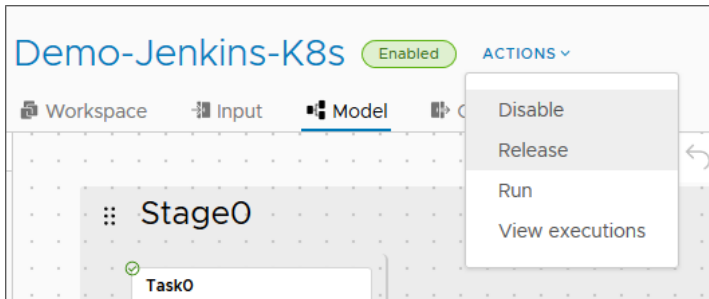 Demo-Jenkins-K8s Enabled ACTIONS
Workspace Input Model
Disable
Release
Run
View executions
Stage0
Task0